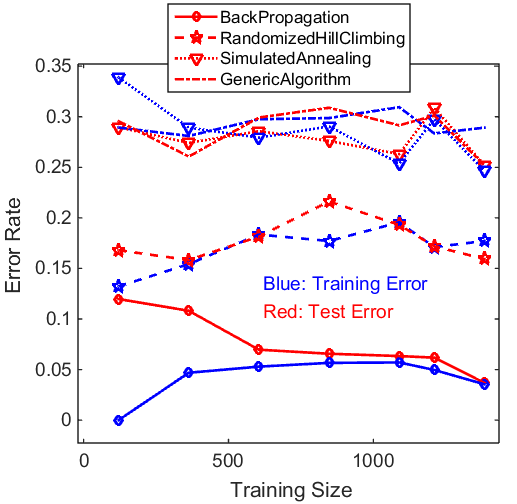 BackPropagation
RandomizedHillClimbing
SimulatedAnnealing
GenericAlgorithm
0.35
0.3
0.25
0.2
0.15
0.1
0.05
0
Error Rate
Blue: Training Error
Red: Test Error
0 500 1000
Training Size